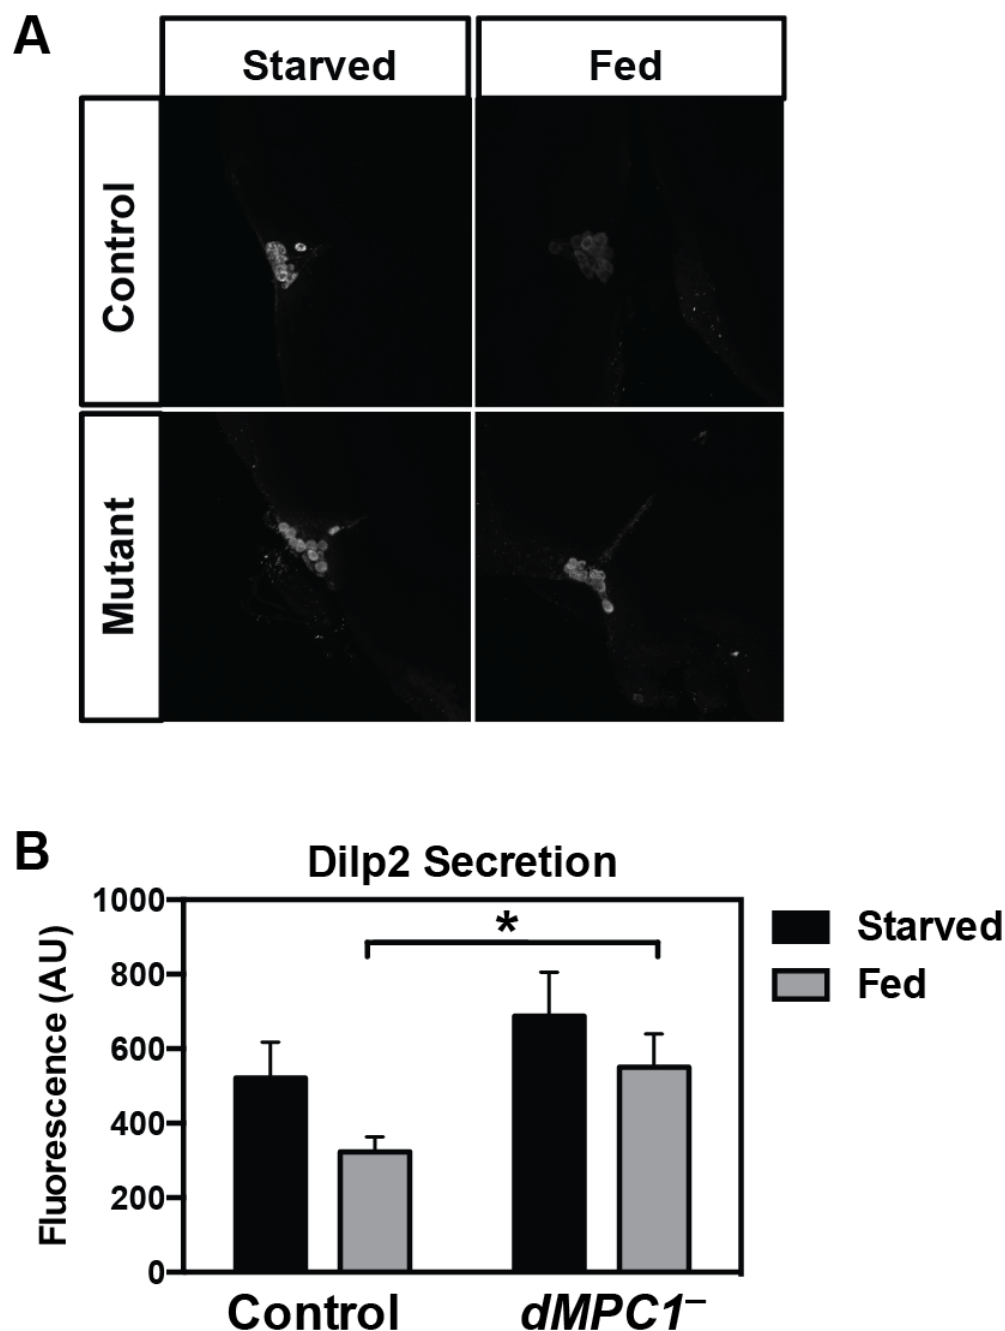 A
Starved
Fed
Control
Mutant
B
Dilp2 Secretion
Fluorescence (AU)
1000
800
600
400
200
0
*
Starved
Fed
Control
dMPC1⁻